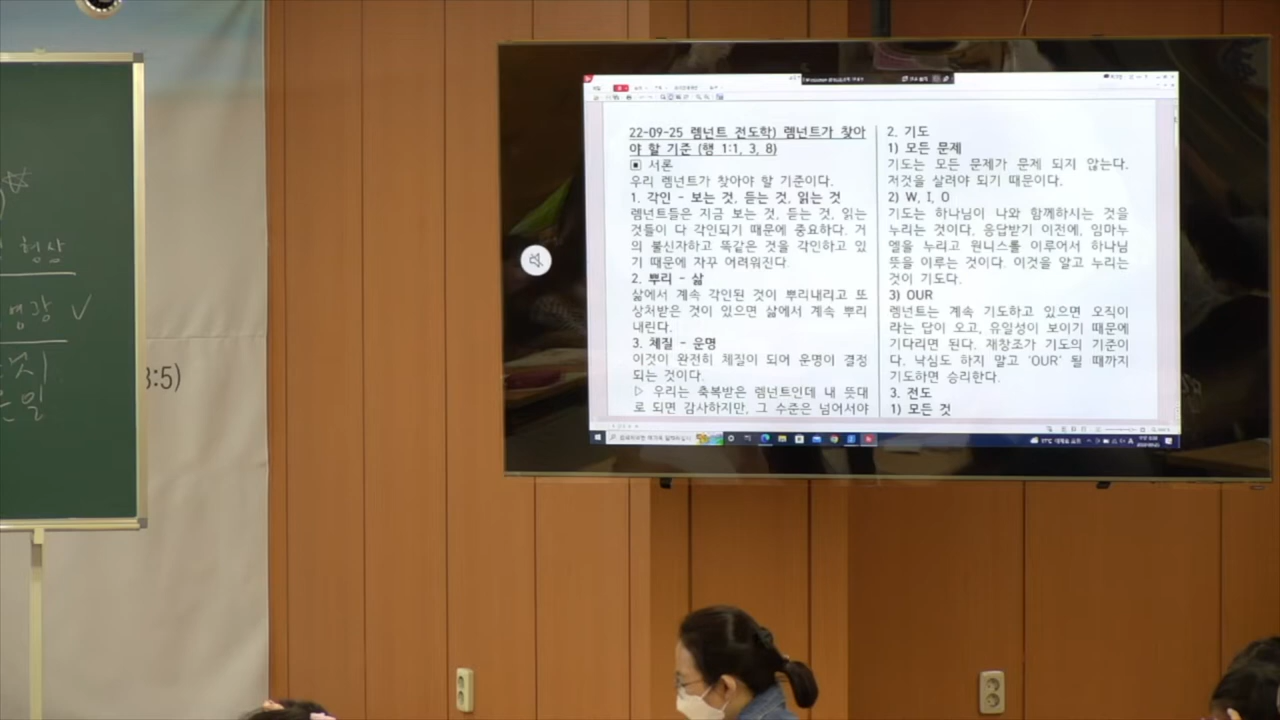 형상
영광 ✓
3:5)
22-09-25 렘넌트 전도학) 렘넌트가 찾아
야 할 기준 (행 1:1, 3, 8)
▣ 서론
우리 렘넌트가 찾아야 할 기준이다.
1. 각인 - 보는 것, 듣는 것, 읽는 것
렘넌트들은 지금 보는 것, 듣는 것, 읽는
것들이 다 각인되기 때문에 중요하다. 거
의 불신자하고 똑같은 것을 각인하고 있
기 때문에 자꾸 어려워진다.
2. 뿌리 - 삶
삶에서 계속 각인된 것이 뿌리내리고 또
상처받은 것이 있으면 삶에서 계속 뿌리
내린다.
3. 체질 - 운명
이것이 완전히 체질이 되어 운명이 결정
되는 것이다.
▷ 우리는 축복받은 렘넌트인데 내 뜻대
로 되면 감사하지만, 그 수준은 넘어서야
2. 기도
1) 모든 문제
기도는 모든 문제가 문제 되지 않는다.
저것을 살려야 되기 때문이다.
2) W, I, O
기도는 하나님이 나와 함께하시는 것을
누리는 것이다. 응답받기 이전에, 임마누
엘을 누리고 원니스를 이루어서 하나님
뜻을 이루는 것이다. 이것을 알고 누리는
것이 기도다.
3) OUR
렘넌트는 계속 기도하고 있으면 오직이
라는 답이 오고, 유일성이 보이기 때문에
기다리면 된다. 재창조가 기도의 기준이
다. 낙심도 하지 말고 'OUR' 될 때까지
기도하면 승리한다.
3. 전도
1) 모든 것